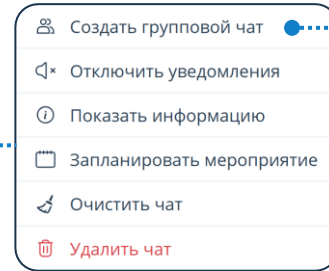 Создать групповой чат
Отключить уведомления
Показать информацию
Запланировать мероприятие
Очистить чат
Удалить чат